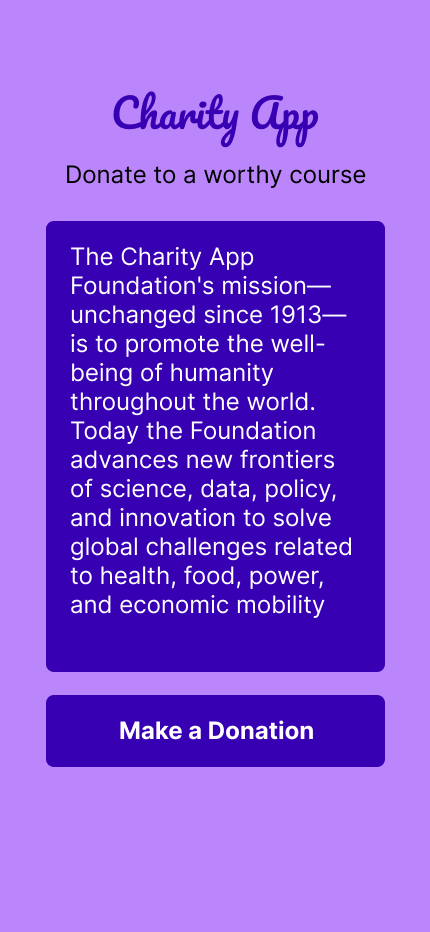 Charity App
Donate to a worthy course
The Charity App
Foundation's mission—
unchanged since 1913—
is to promote the well-
being of humanity
throughout the world.
Today the Foundation
advances new frontiers
of science, data, policy,
and innovation to solve
global challenges related
to health, food, power,
and economic mobility
Make a Donation